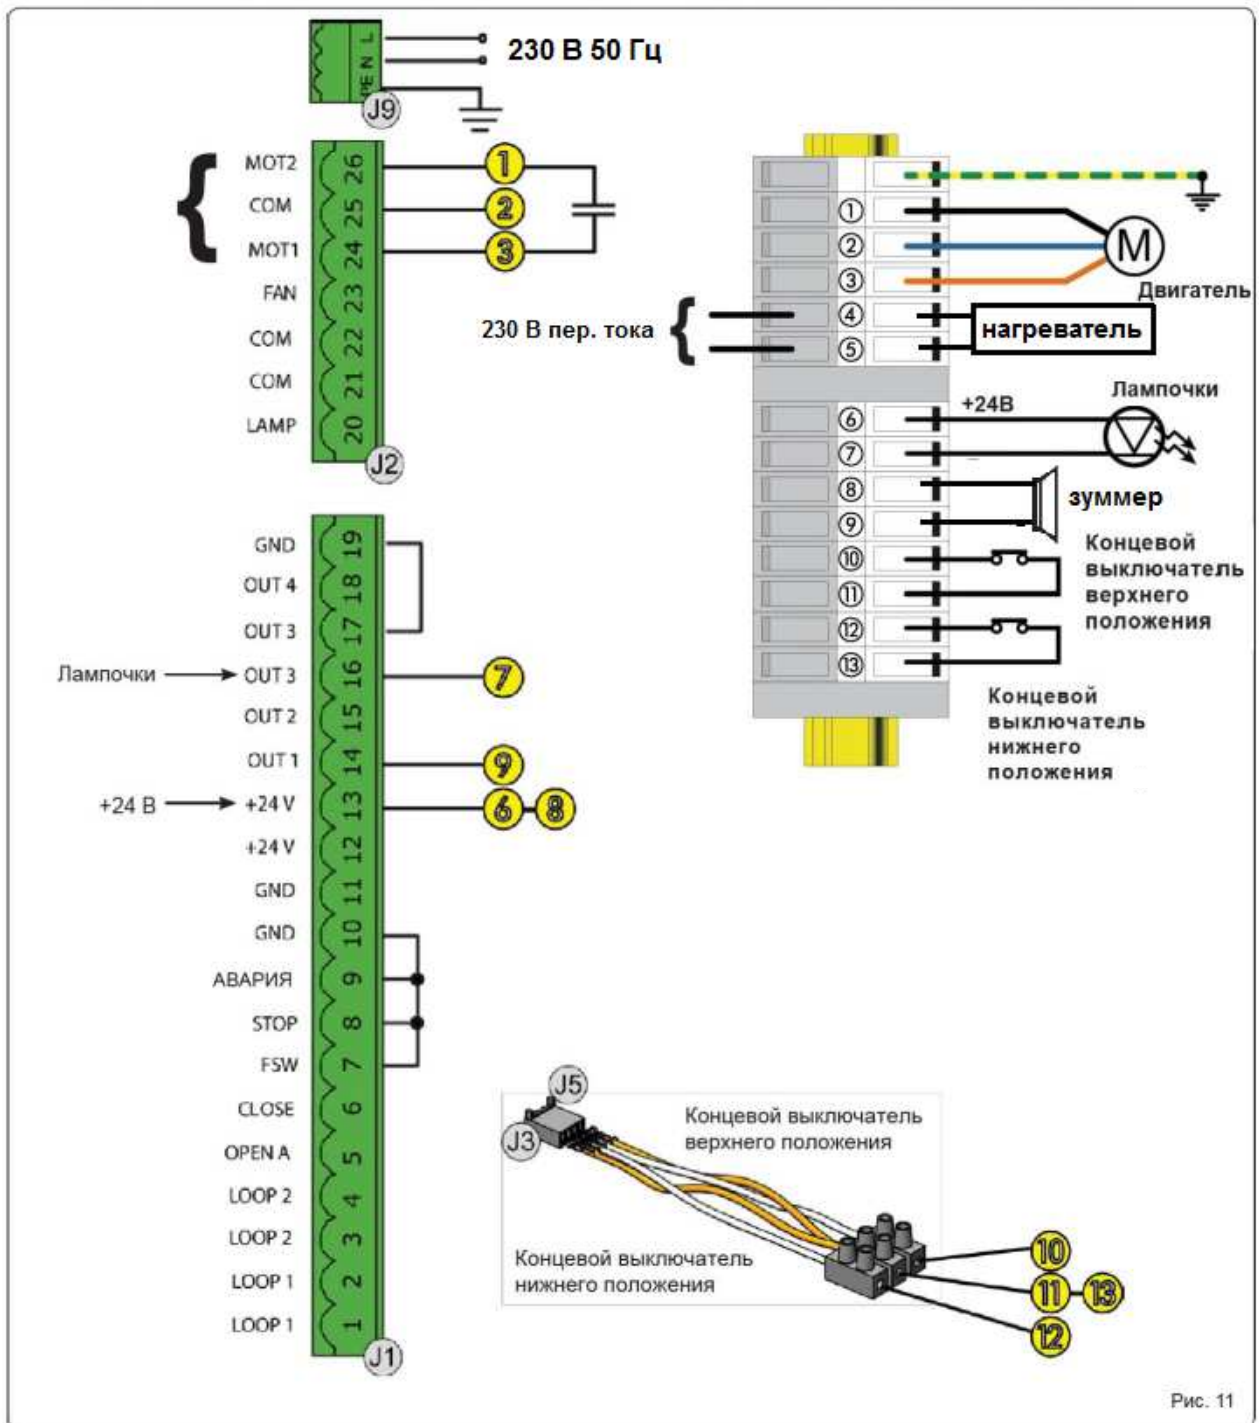 L
N
PE
J9
230 В 50 Гц
MOT2 26 1
COM 25 2
MOT1 24 3
FAN 23
COM 22
COM 21
LAMP 20
J2
1
2
3
M
Двигатель
230 В пер. тока
4
5
нагреватель
6
+24В
Лампочки
7
8
зуммер
9
10
11
Концевой
выключатель
верхнего
положения
12
13
Концевой
выключатель
нижнего
положения
GND 19
OUT 4 18
OUT 3 17
Лампочки OUT 3 16 7
OUT 2 15
OUT 1 14 9
+24 В +24 V 13 6 8
+24 V 12
GND 11
GND 10
АВАРИЯ 9
STOP 8
FSW 7
CLOSE 6
OPEN A 5
LOOP 2 4
LOOP 2 3
LOOP 1 2
LOOP 1 1
J1
J5
J3
Концевой выключатель
верхнего положения
Концевой выключатель
нижнего положения
10
11 13
12
Рис. 11